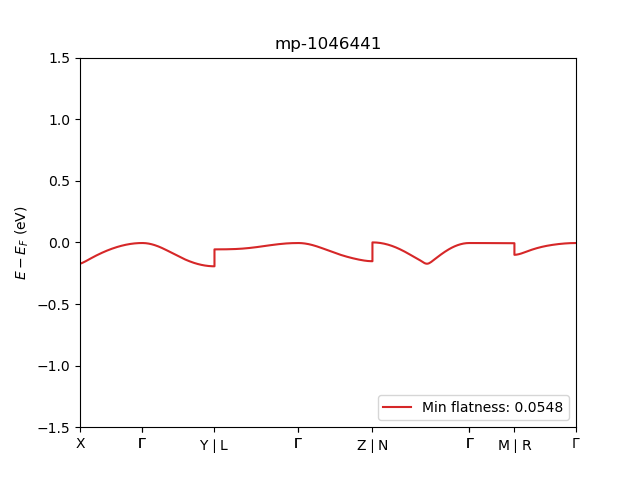 mp-1046441
1.5
1.0
0.5
0.0
−0.5
−1.0
−1.5
E − E_F (eV)
Min flatness: 0.0548
X Γ Y | L Γ Z | N Γ M | R Γ